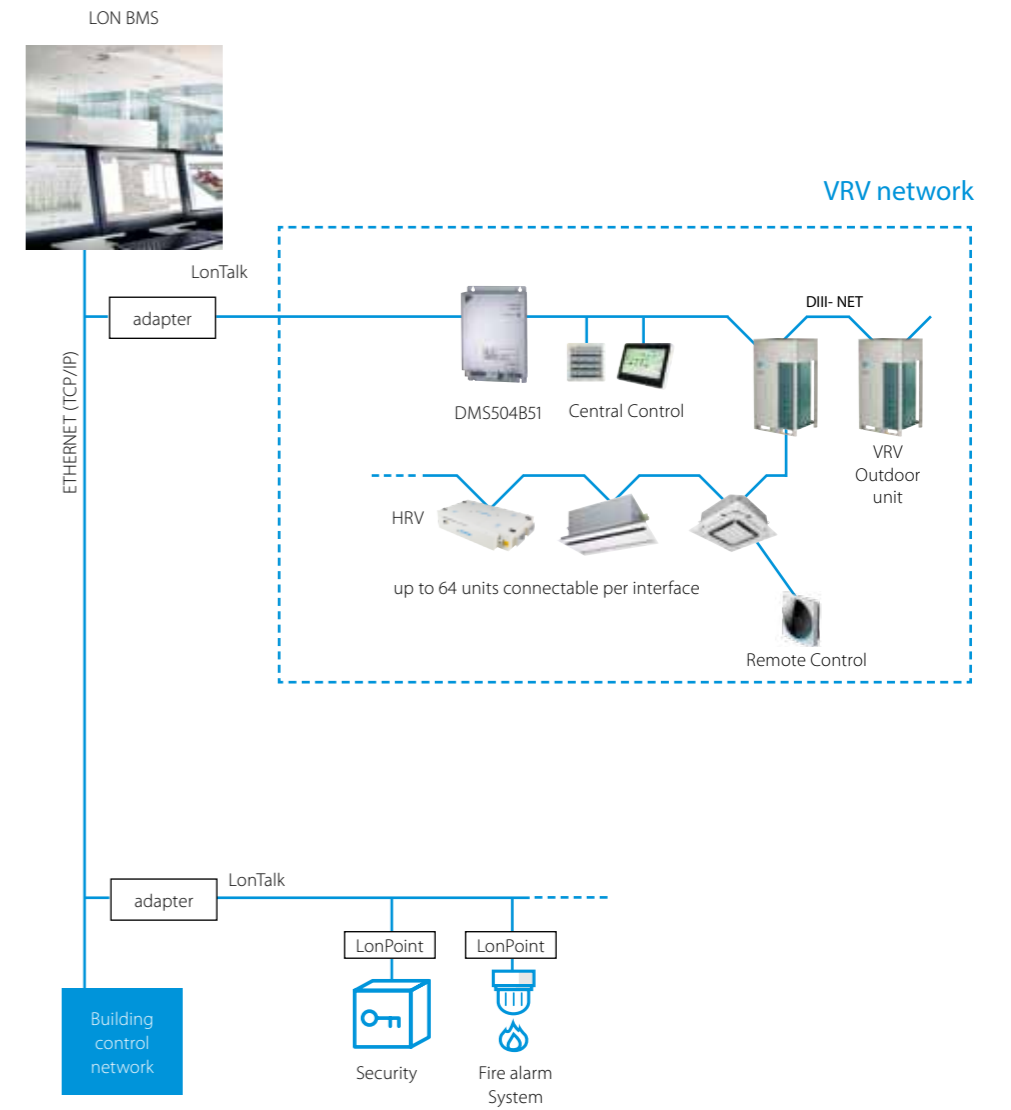 LON BMS
VRV network
LonTalk
adapter
DIII- NET
ETHERNET (TCP/IP)
DMS504B51
Central Control
VRV
Outdoor
unit
HRV
up to 64 units connectable per interface
Remote Control
LonTalk
adapter
LonPoint
LonPoint
Building
control
network
Security
Fire alarm
System